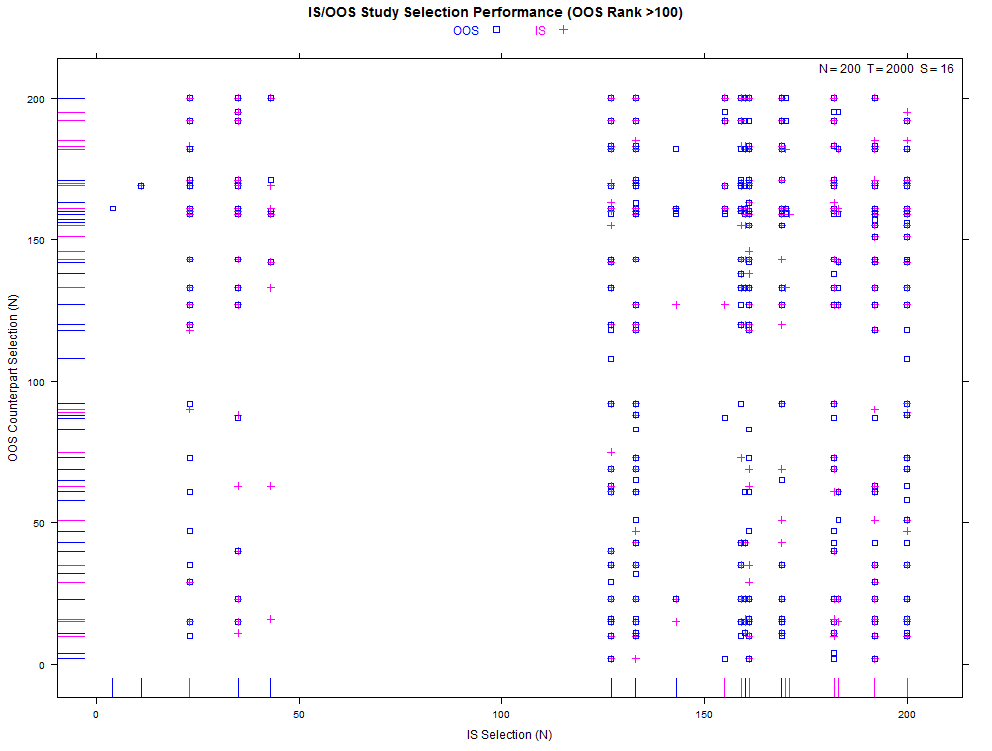 IS/OOS Study Selection Performance (OOS Rank >100)
OOS IS
N=200 T=2000 S=16
200
150
100
50
0
OOS Counterpart Selection (N)
0 50 100 150 200
IS Selection (N)